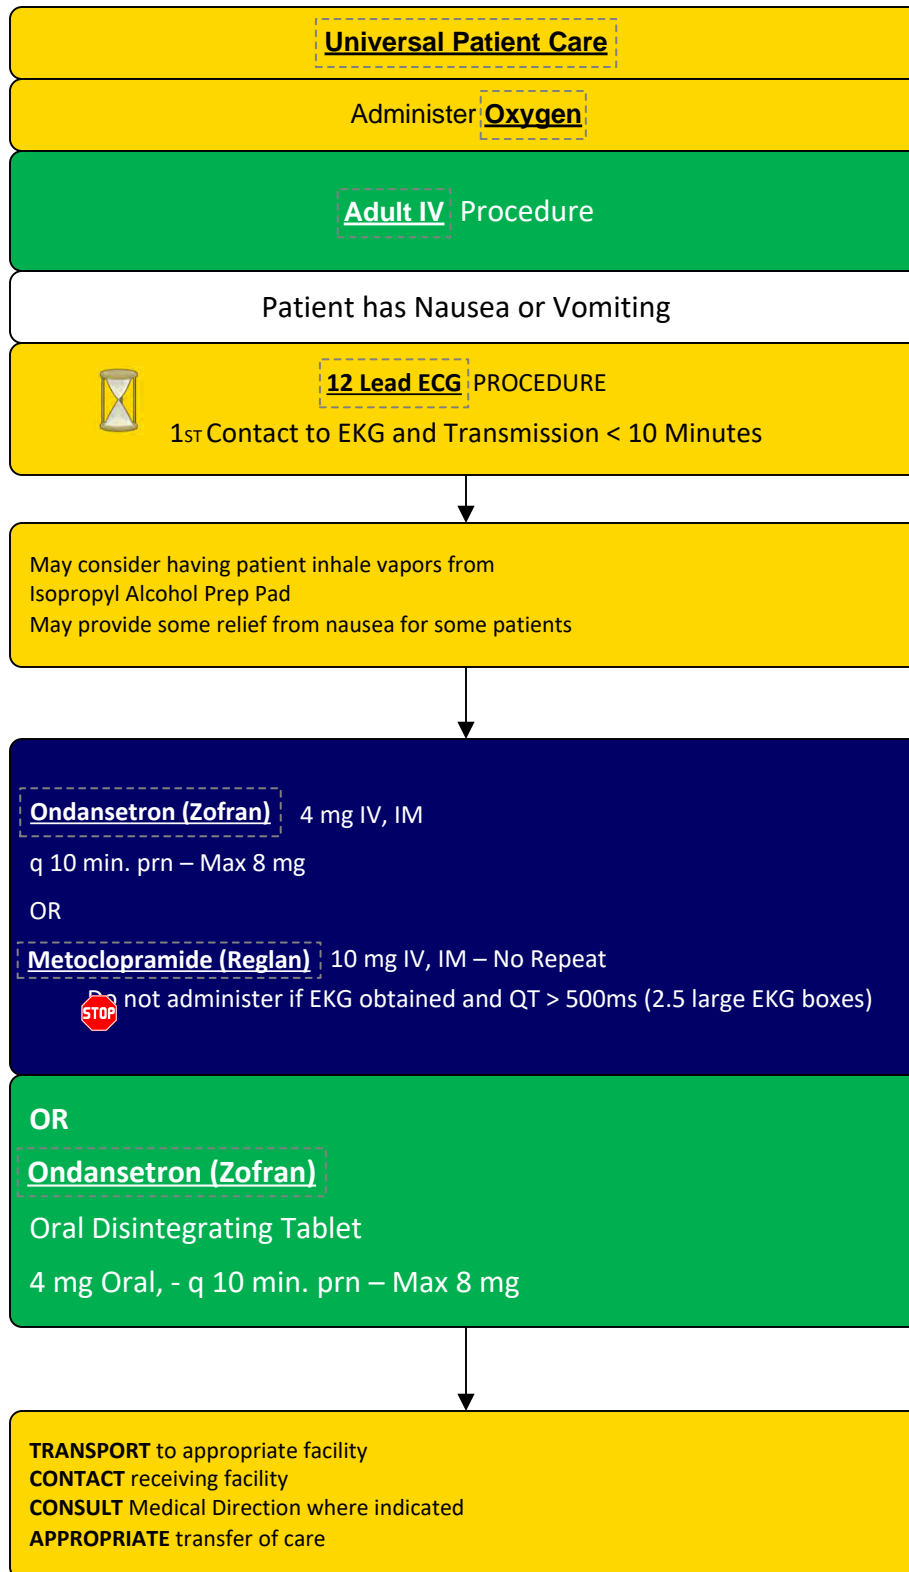 Universal Patient Care
Administer Oxygen
Adult IV Procedure
Patient has Nausea or Vomiting
12 Lead ECG PROCEDURE
1ST Contact to EKG and Transmission < 10 Minutes
May consider having patient inhale vapors from
Isopropyl Alcohol Prep Pad
May provide some relief from nausea for some patients
Ondansetron (Zofran) 4 mg IV, IM
q 10 min. prn – Max 8 mg
OR
Metoclopramide (Reglan) 10 mg IV, IM – No Repeat
STOP Do not administer if EKG obtained and QT > 500ms (2.5 large EKG boxes)
OR
Ondansetron (Zofran)
Oral Disintegrating Tablet
4 mg Oral, - q 10 min. prn – Max 8 mg
TRANSPORT to appropriate facility
CONTACT receiving facility
CONSULT Medical Direction where indicated
APPROPRIATE transfer of care